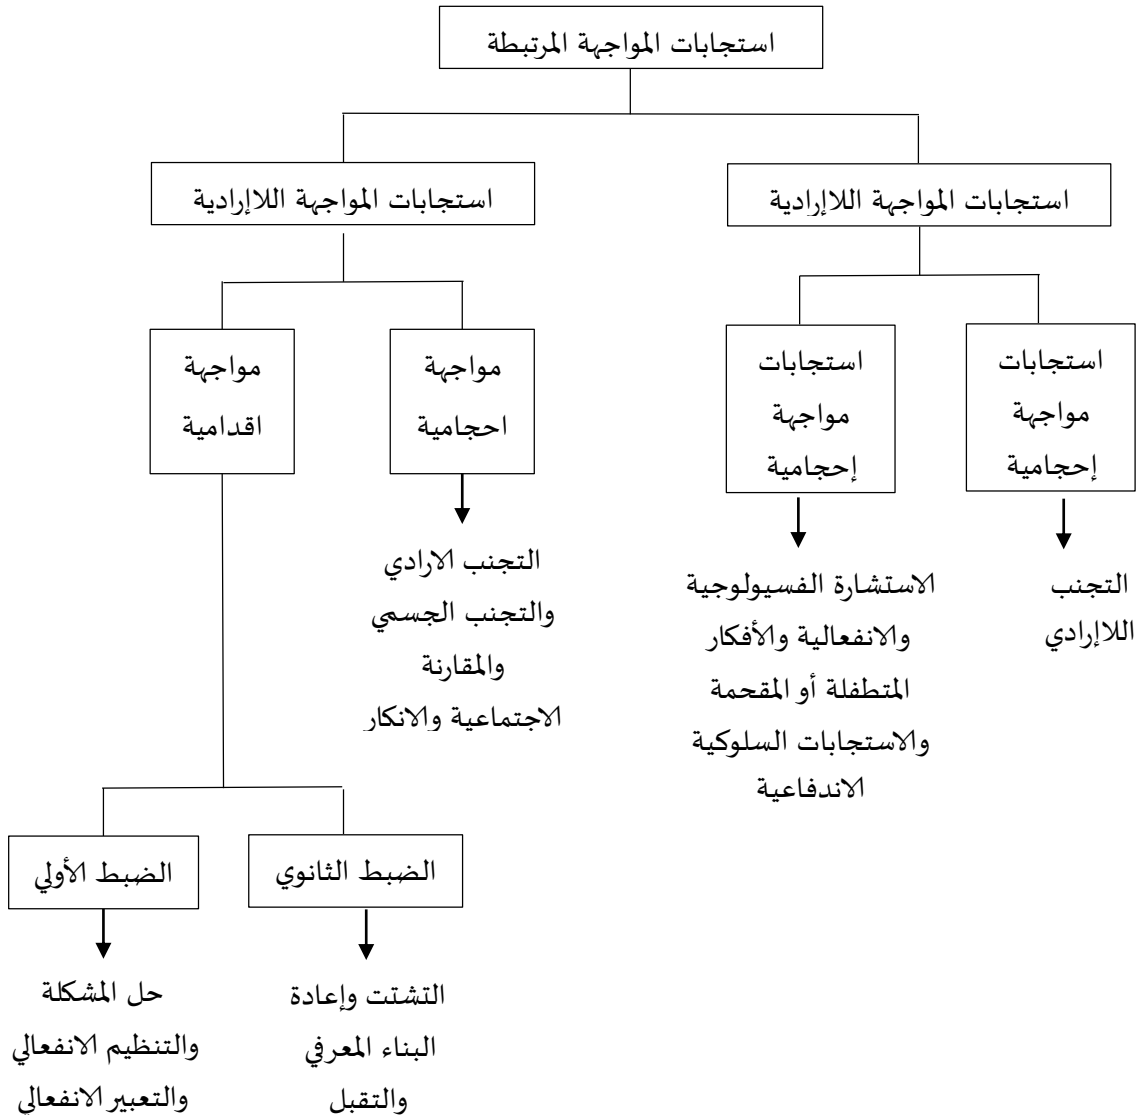 استجابات المواجهة المرتبطة
استجابات المواجهة اللاإرادية
استجابات المواجهة اللاإرادية
استجابات
مواجهة
إحجامية
استجابات
مواجهة
إحجامية
مواجهة
احجامية
مواجهة
اقدامية
التجنب
اللاإرادي
الاستشارة الفسيولوجية
والانفعالية والأفكار
المتطفلة أو المقحمة
والاستجابات السلوكية
الاندفاعية
التجنب الارادي
والتجنب الجسمي
والمقارنة
الاجتماعية والانكار
الضبط الثانوي
الضبط الأولي
التشتت وإعادة
البناء المعرفي
والتقبل
حل المشكلة
والتنظيم الانفعالي
والتعبير الانفعالي